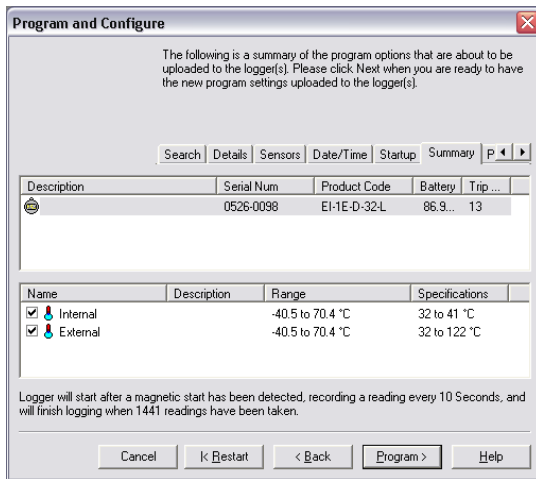 Program and Configure
The following is a summary of the program options that are about to be
uploaded to the logger(s). Please click Next when you are ready to have
the new program settings uploaded to the logger(s).
Search Details Sensors Date/Time Startup Summary P
Description Serial Num Product Code Battery Trip ...
0526-0098 EI-1E-D-32-L 86.9... 13
Name Description Range Specifications
Internal -40.5 to 70.4 °C 32 to 41 °C
External -40.5 to 70.4 °C 32 to 122 °C
Logger will start after a magnetic start has been detected, recording a reading every 10 Seconds, and
will finish logging when 1441 readings have been taken.
Cancel |< Restart < Back Program > Help